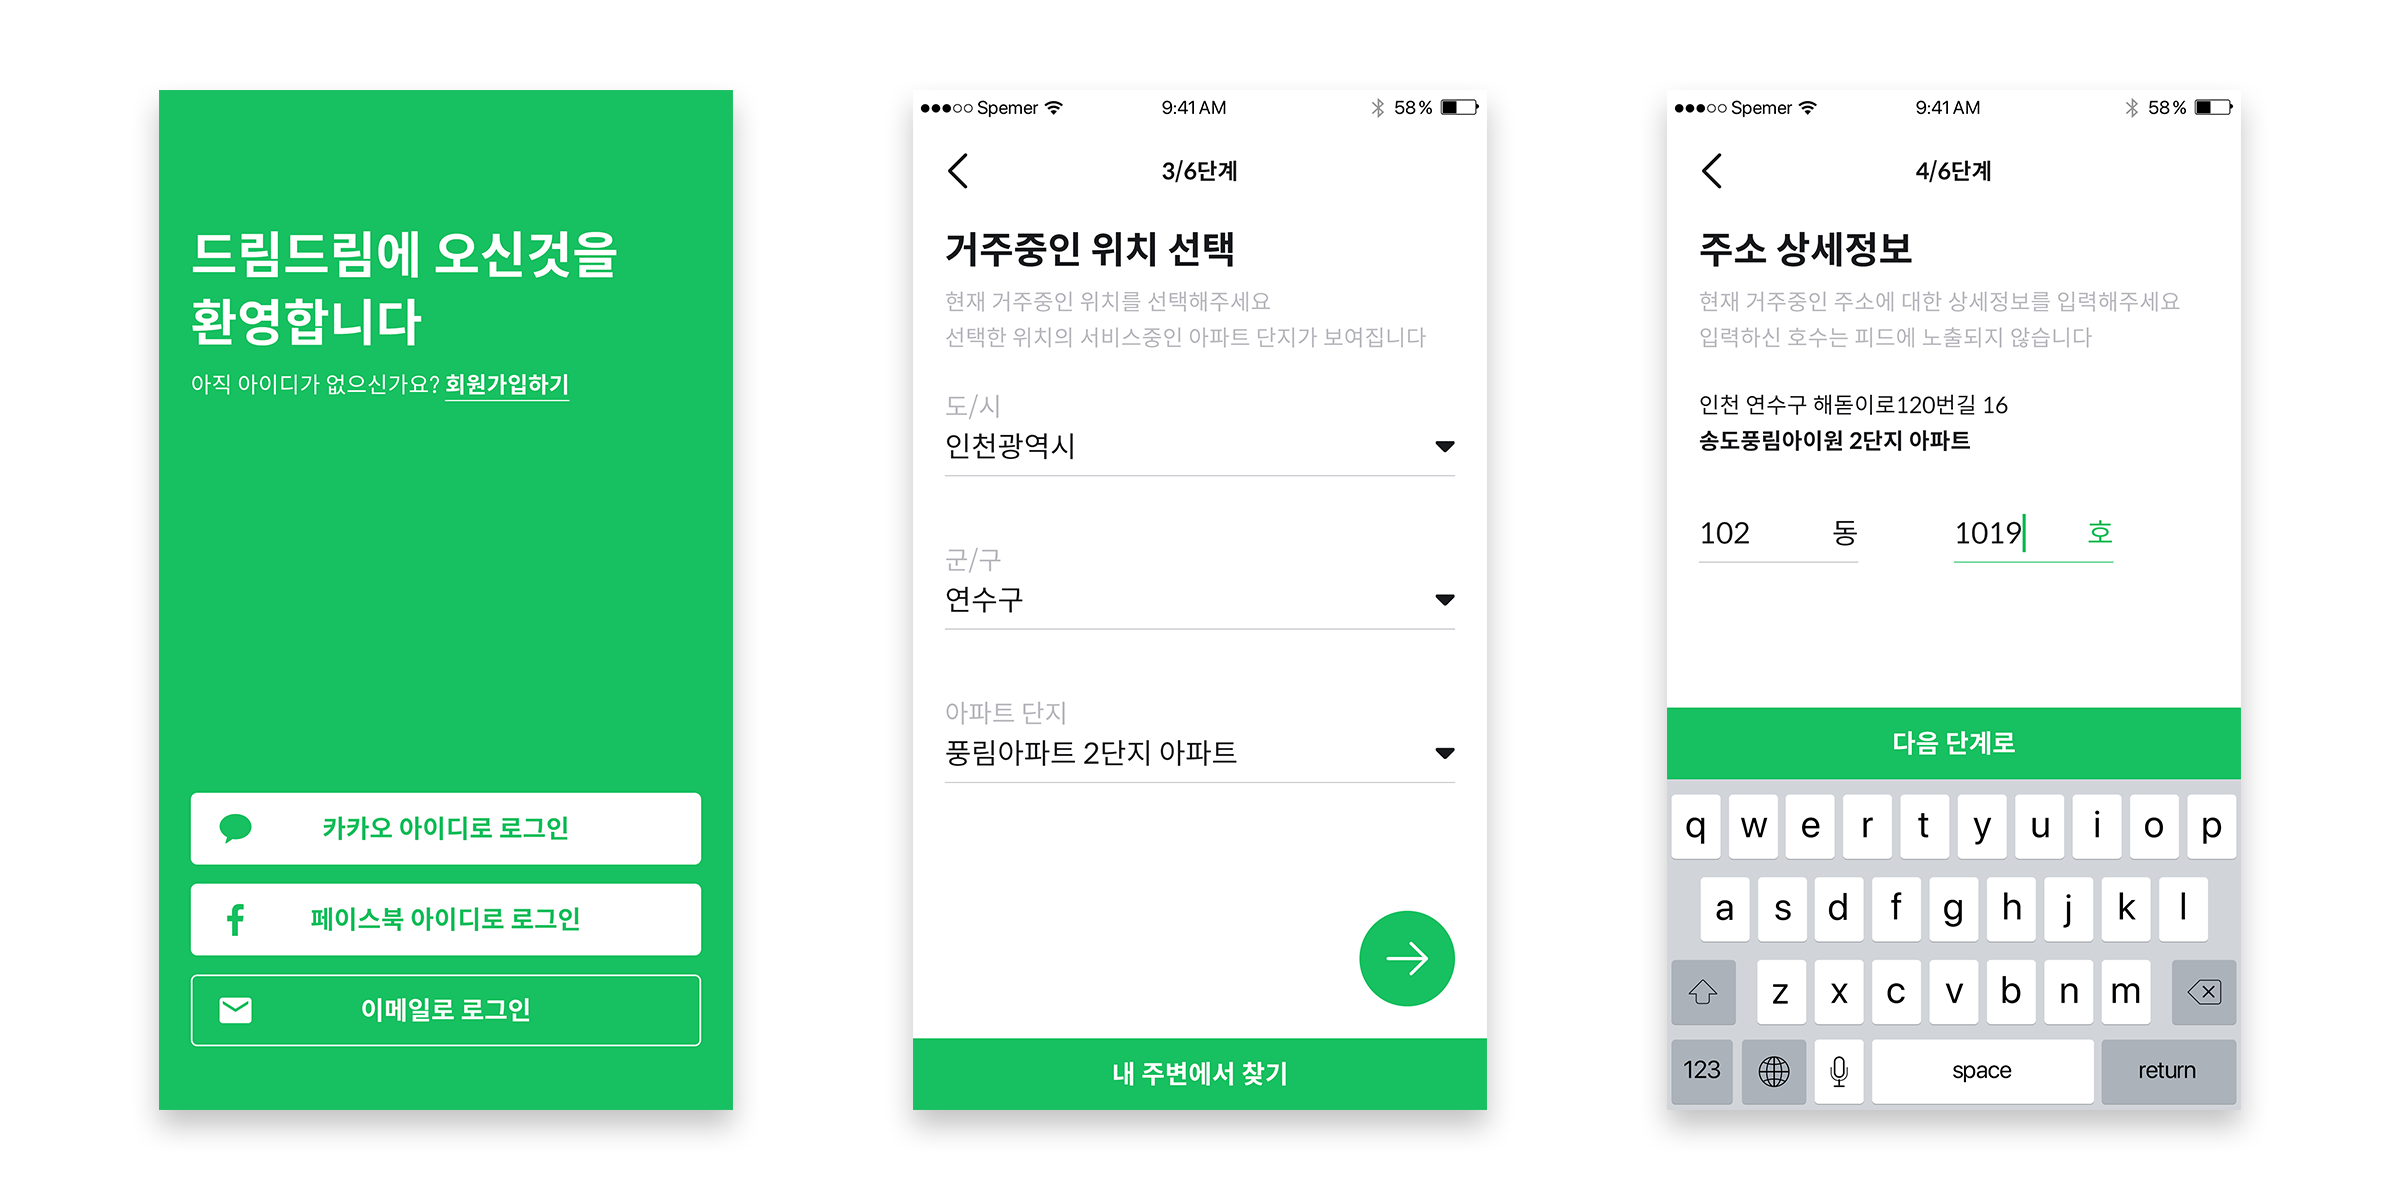 드림드림에 오신것을
환영합니다
아직 아이디가 없으신가요? 회원가입하기
카카오 아이디로 로그인
페이스북 아이디로 로그인
이메일로 로그인
Spemer 9:41 AM 58%
3/6단계
거주중인 위치 선택
현재 거주중인 위치를 선택해주세요
선택한 위치의 서비스중인 아파트 단지가 보여집니다
도/시
인천광역시
군/구
연수구
아파트 단지
풍림아파트 2단지 아파트
내 주변에서 찾기
Spemer 9:41 AM 58%
4/6단계
주소 상세정보
현재 거주중인 주소에 대한 상세정보를 입력해주세요
입력하신 호수는 피드에 노출되지 않습니다
인천 연수구 해돋이로120번길 16
송도풍림아이원 2단지 아파트
102 동 1019 호
다음 단계로
q w e r t y u i o p
a s d f g h j k l
z x c v b n m
123 space return